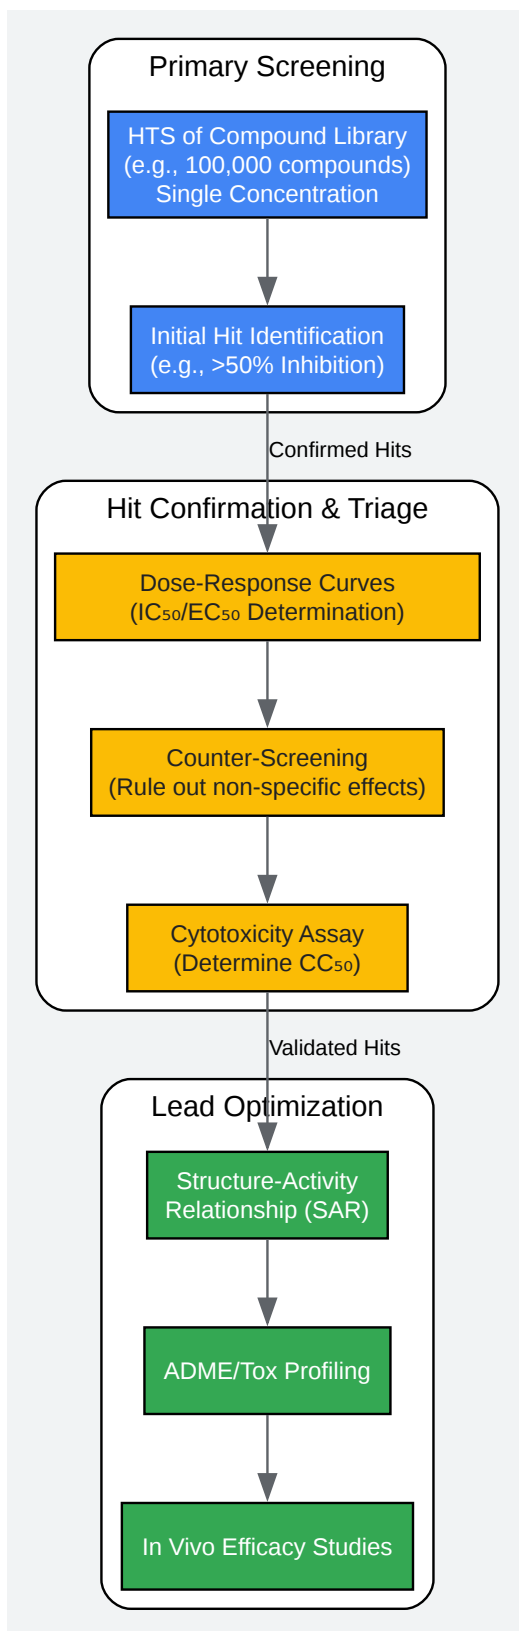 Primary Screening
HTS of Compound Library
(e.g., 100,000 compounds)
Single Concentration
Initial Hit Identification
(e.g., >50% Inhibition)
Confirmed Hits
Hit Confirmation & Triage
Dose-Response Curves
(IC₅₀/EC₅₀ Determination)
Counter-Screening
(Rule out non-specific effects)
Cytotoxicity Assay
(Determine CC₅₀)
Validated Hits
Lead Optimization
Structure-Activity
Relationship (SAR)
ADME/Tox Profiling
In Vivo Efficacy Studies